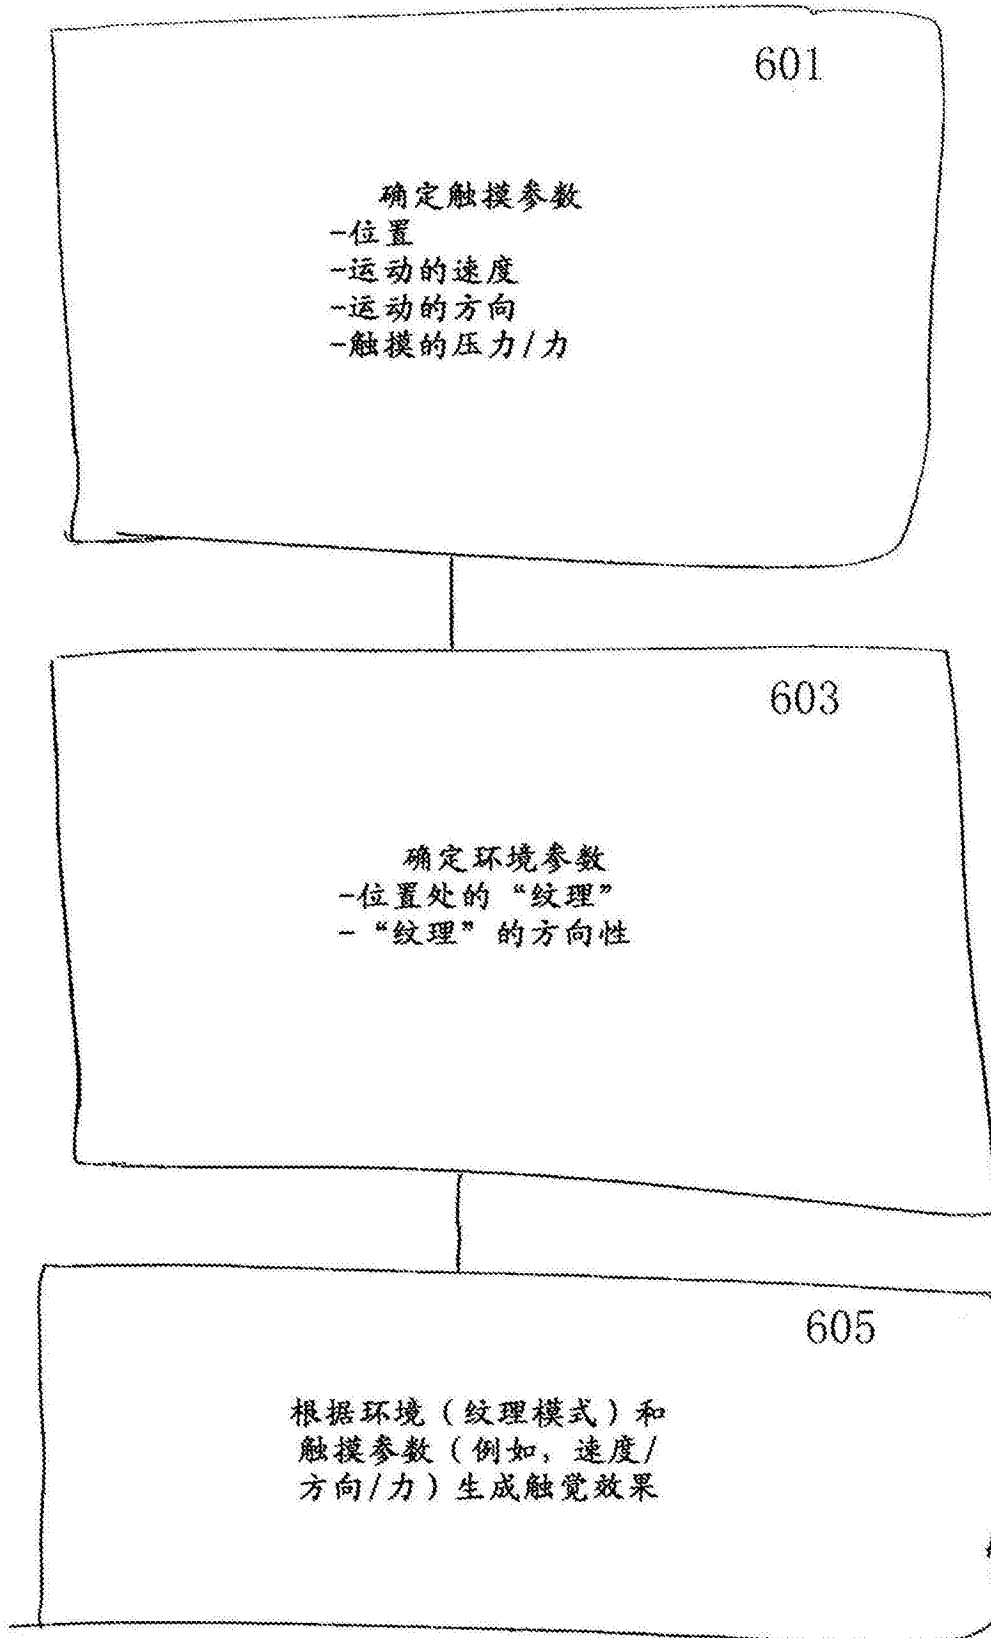 601
确定触摸参数
-位置
-运动的速度
-运动的方向
-触摸的压力/力
603
确定环境参数
-位置处的“纹理”
-“纹理”的方向性
605
根据环境(纹理模式)和
触摸参数(例如,速度/
方向/力)生成触觉效果